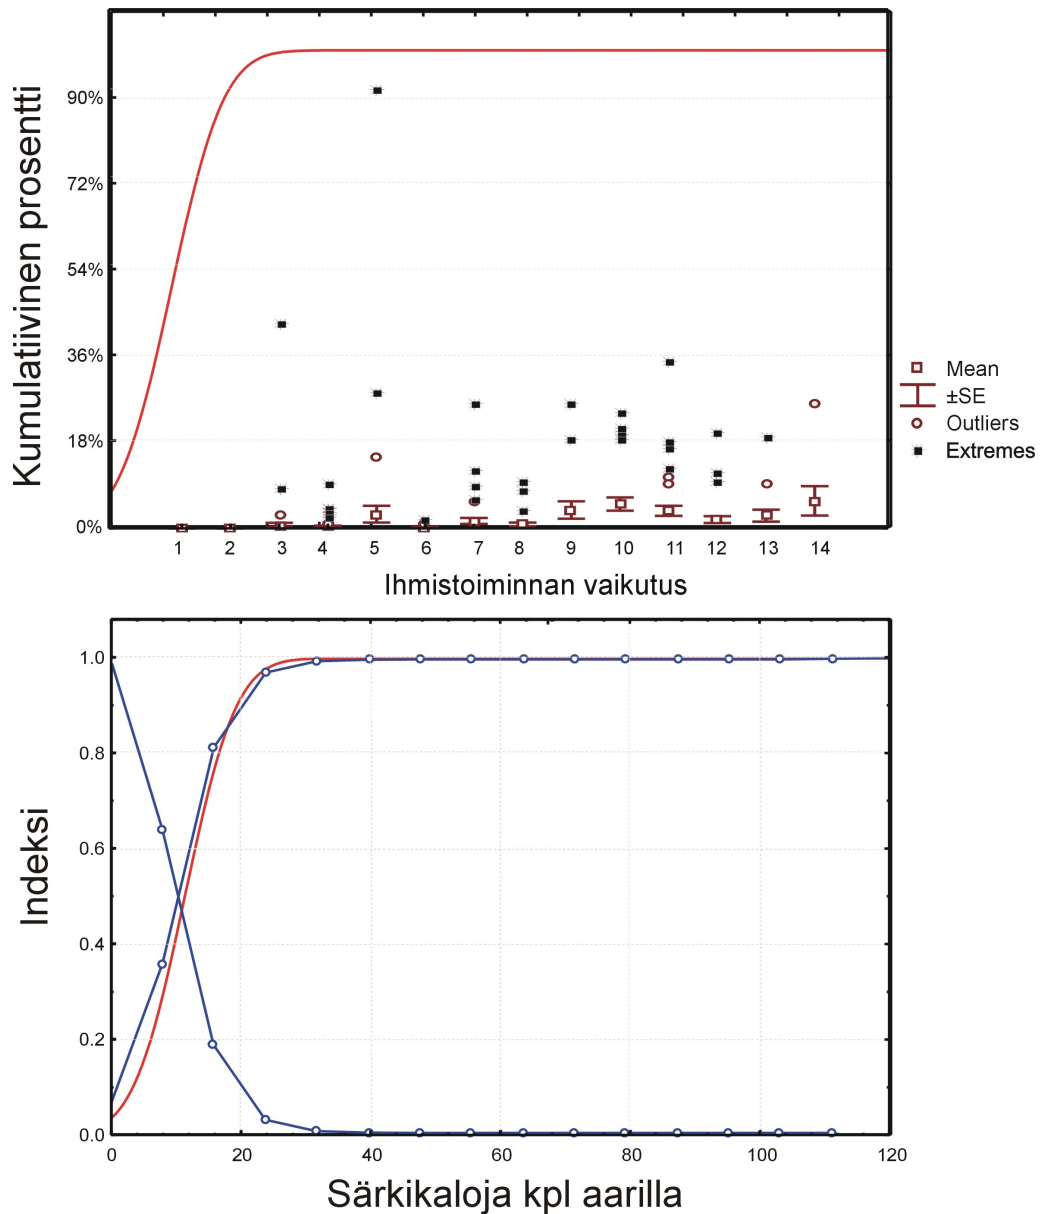 Kumulatiivinen prosentti
90%
72%
54%
36%
18%
0%
1 2 3 4 5 6 7 8 9 10 11 12 13 14
Ihmistoiminnan vaikutus
Mean
±SE
Outliers
Extremes
Indeksi
1.0
0.8
0.6
0.4
0.2
0.0
0 20 40 60 80 100 120
Särkikaloja kpl aarilla